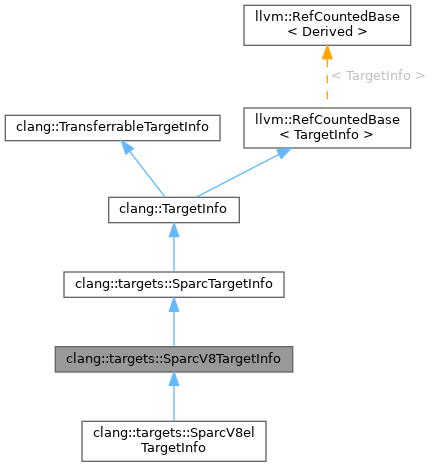 llvm::RefCountedBase
< Derived >
< TargetInfo >
clang::TransferrableTargetInfo
llvm::RefCountedBase
< TargetInfo >
clang::TargetInfo
clang::targets::SparcTargetInfo
clang::targets::SparcV8TargetInfo
clang::targets::SparcV8el
TargetInfo